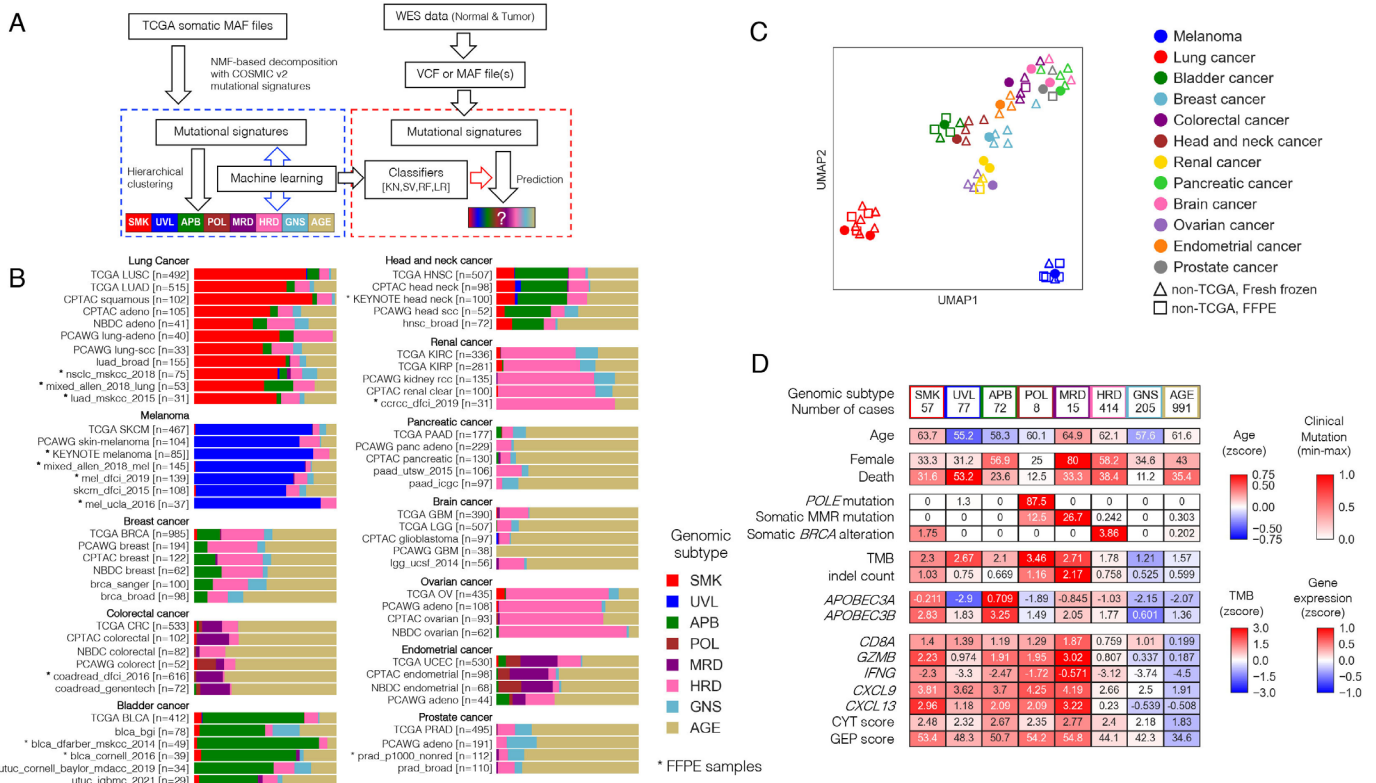 A
TCGA somatic MAF files
NMF-based decomposition
with COSMIC v2
mutational signatures
Mutational signatures
Hierarchical
clustering
Machine learning
SMK UVL APB POL MRD HRD GNS AGE
WES data (Normal & Tumor)
VCF or MAF file(s)
Mutational signatures
Classifiers
[KN,SV,RF,LR]
Prediction
?
B
Lung Cancer
TCGA LUSC [n=492]
TCGA LUAD [n=515]
CPTAC squamous [n=102]
CPTAC adeno [n=105]
NBDC adeno [n=41]
PCAWG lung-adeno [n=40]
PCAWG lung-scc [n=33]
luad_broad [n=155]
* nsclc_mskcc_2018 [n=75]
* mixed_allen_2018_lung [n=53]
* luad_mskcc_2015 [n=31]
Melanoma
TCGA SKCM [n=467]
PCAWG skin-melanoma [n=104]
* KEYNOTE melanoma [n=85]]
* mixed_allen_2018_mel [n=145]
* mel_dfci_2019 [n=139]
skcm_dfci_2015 [n=108]
* mel_ucla_2016 [n=37]
Breast cancer
TCGA BRCA [n=985]
PCAWG breast [n=194]
CPTAC breast [n=122]
NBDC breast [n=62]
brca_sanger [n=100]
brca_broad [n=98]
Colorectal cancer
TCGA CRC [n=533]
CPTAC colorectal [n=102]
NBDC colorectal [n=82]
PCAWG colorect [n=52]
* coadread_dfci_2016 [n=616]
coadread_genentech [n=72]
Bladder cancer
TCGA BLCA [n=412]
blca_bgi [n=78]
* blca_dfarber_mskcc_2014 [n=49]
* blca_cornell_2016 [n=39]
utuc_cornell_baylor_mdacc_2019 [n=34]
utuc_igbmc_2021 [n=29]
Head and neck cancer
TCGA HNSC [n=507]
CPTAC head neck [n=98]
* KEYNOTE head neck [n=100]
PCAWG head scc [n=52]
hnsc_broad [n=72]
Renal cancer
TCGA KIRC [n=336]
TCGA KIRP [n=281]
PCAWG kidney rcc [n=135]
CPTAC renal clear [n=100]
* ccrcc_dfci_2019 [n=31]
Pancreatic cancer
TCGA PAAD [n=177]
PCAWG panc adeno [n=229]
CPTAC pancreatic [n=130]
paad_utsw_2015 [n=106]
paad_icgc [n=97]
Brain cancer
TCGA GBM [n=390]
TCGA LGG [n=507]
CPTAC glioblastoma [n=97]
PCAWG GBM [n=38]
lgg_ucsf_2014 [n=56]
Ovarian cancer
TCGA OV [n=435]
PCAWG adeno [n=108]
CPTAC ovarian [n=93]
NBDC ovarian [n=62]
Endometrial cancer
TCGA UCEC [n=530]
CPTAC endometrial [n=98]
NBDC endometrial [n=68]
PCAWG adeno [n=44]
Prostate cancer
TCGA PRAD [n=495]
PCAWG adeno [n=191]
* prad_p1000_nonred [n=112]
prad_broad [n=110]
Genomic
subtype
SMK
UVL
APB
POL
MRD
HRD
GNS
AGE
* FFPE samples
C
UMAP2
UMAP1
Melanoma
Lung cancer
Bladder cancer
Breast cancer
Colorectal cancer
Head and neck cancer
Renal cancer
Pancreatic cancer
Brain cancer
Ovarian cancer
Endometrial cancer
Prostate cancer
non-TCGA, Fresh frozen
non-TCGA, FFPE
D
Genomic subtype SMK UVL APB POL MRD HRD GNS AGE
Number of cases 57 77 72 8 15 414 205 991
Age 63.7 55.2 58.3 60.1 64.9 62.1 57.6 61.6
Female 33.3 31.2 56.9 25 80 58.2 34.6 43
Death 31.6 53.2 23.6 12.5 33.3 38.4 11.2 35.4
POLE mutation 0 1.3 0 87.5 0 0 0 0
Somatic MMR mutation 0 0 0 12.5 26.7 0.242 0 0.303
Somatic BRCA alteration 1.75 0 0 0 0 3.86 0 0.202
TMB 2.3 2.67 2.1 3.46 2.71 1.78 1.21 1.57
indel count 1.03 0.75 0.669 1.16 2.17 0.758 0.525 0.599
APOBEC3A -0.211 -2.9 0.709 -1.89 -0.845 -1.03 -2.15 -2.07
APOBEC3B 2.83 1.83 3.25 1.49 2.05 1.77 0.601 1.36
CD8A 1.4 1.39 1.19 1.29 1.87 0.759 1.01 0.199
GZMB 2.23 0.974 1.91 1.95 3.02 0.807 0.337 0.187
IFNG -2.3 -3.3 -2.47 -1.72 -0.571 -3.12 -3.74 -4.5
CXCL9 3.81 3.62 3.7 4.25 4.19 2.66 2.5 1.91
CXCL13 2.96 1.18 2.09 2.09 3.22 0.23 -0.539 -0.508
CYT score 2.48 2.32 2.67 2.35 2.77 2.4 2.18 1.83
GEP score 53.4 48.3 50.7 54.2 54.8 44.1 42.3 34.6
Age
(zscore)
0.75
0.50
0.00
-0.50
-0.75
Clinical
Mutation
(min-max)
1.0
0.5
0.0
TMB
(zscore)
3.0
1.5
0.0
-1.5
-3.0
Gene
expression
(zscore)
1.0
0.5
0.0
-0.5
-1.0